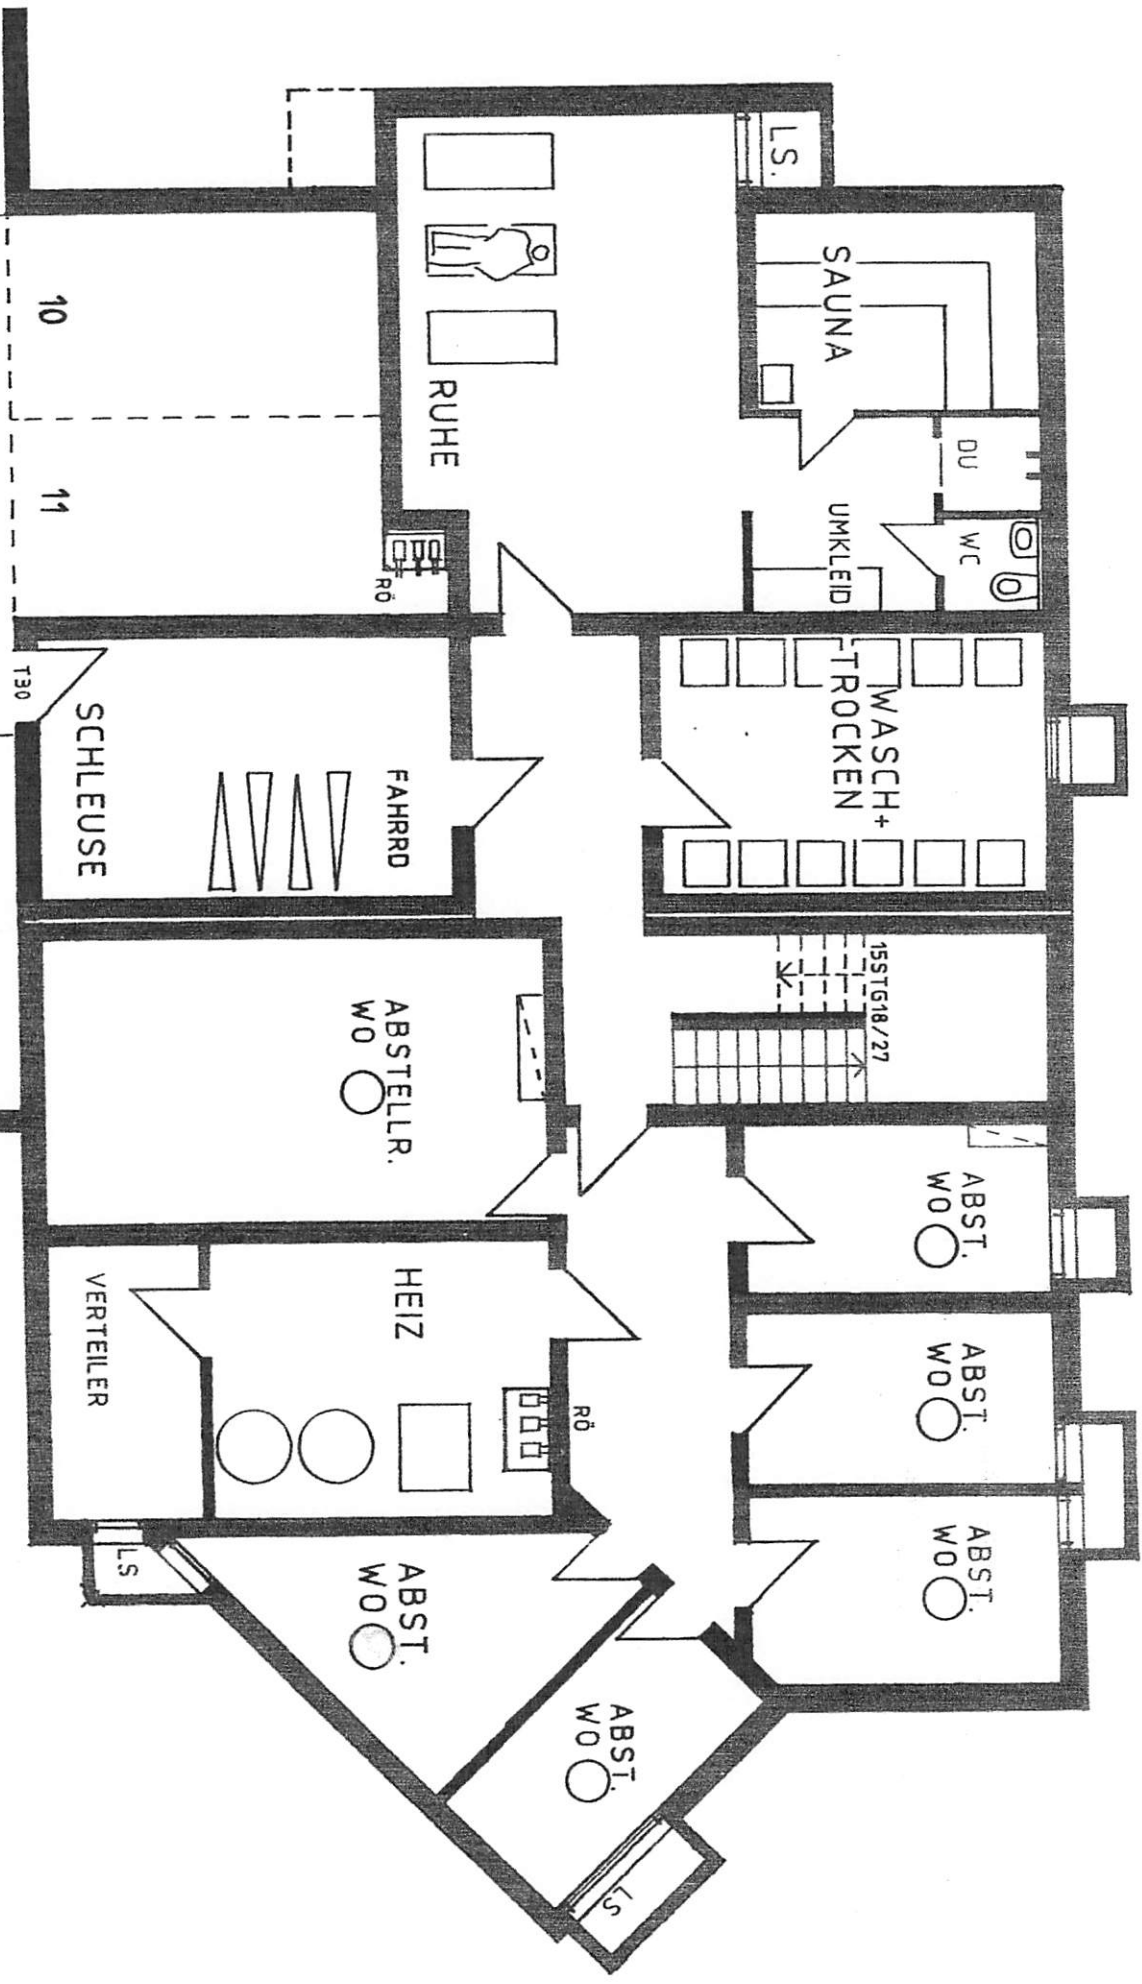 LS.
SAUNA
DU
WC
UMKLEID
RUHE
RÖ
10
11
T30
SCHLEUSE
FAHRRD
WASCH+
TROCKEN
15STG18/27
ABSTELLR.
WO
ABST.
WO
ABST.
WO
ABST.
WO
HEIZ
RÖ
VERTEILER
LS
ABST.
WO
ABST.
WO
LS